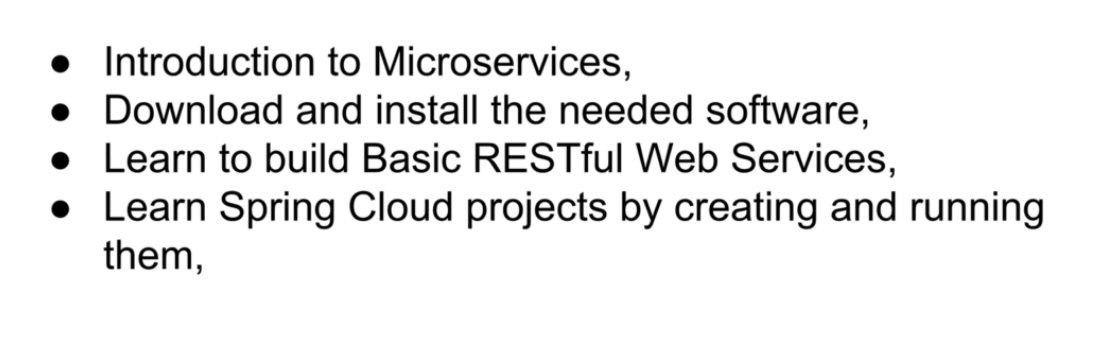 ● Introduction to Microservices,
● Download and install the needed software,
● Learn to build Basic RESTful Web Services,
● Learn Spring Cloud projects by creating and running
them,